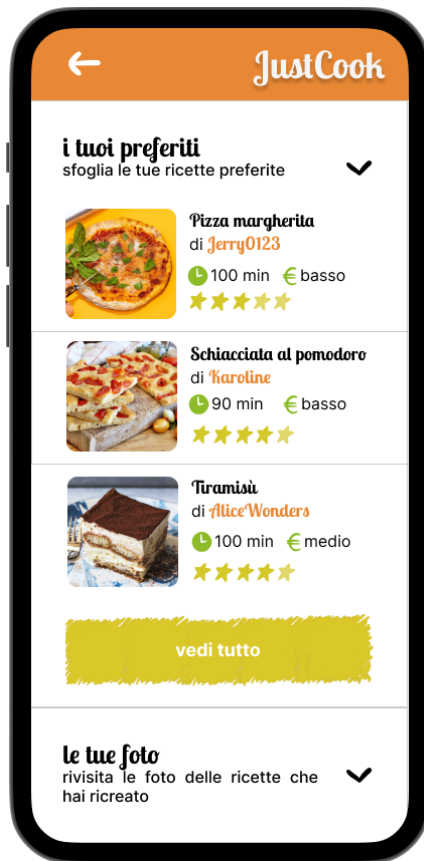 JustCook
i tuoi preferiti
sfoglia le tue ricette preferite
Pizza margherita
di Jerry0123
100 min € basso
Schiacciata al pomodoro
di Karoline
90 min € basso
Tiramisù
di AliceWonders
100 min € medio
vedi tutto
le tue foto
rivisita le foto delle ricette che
hai ricreato